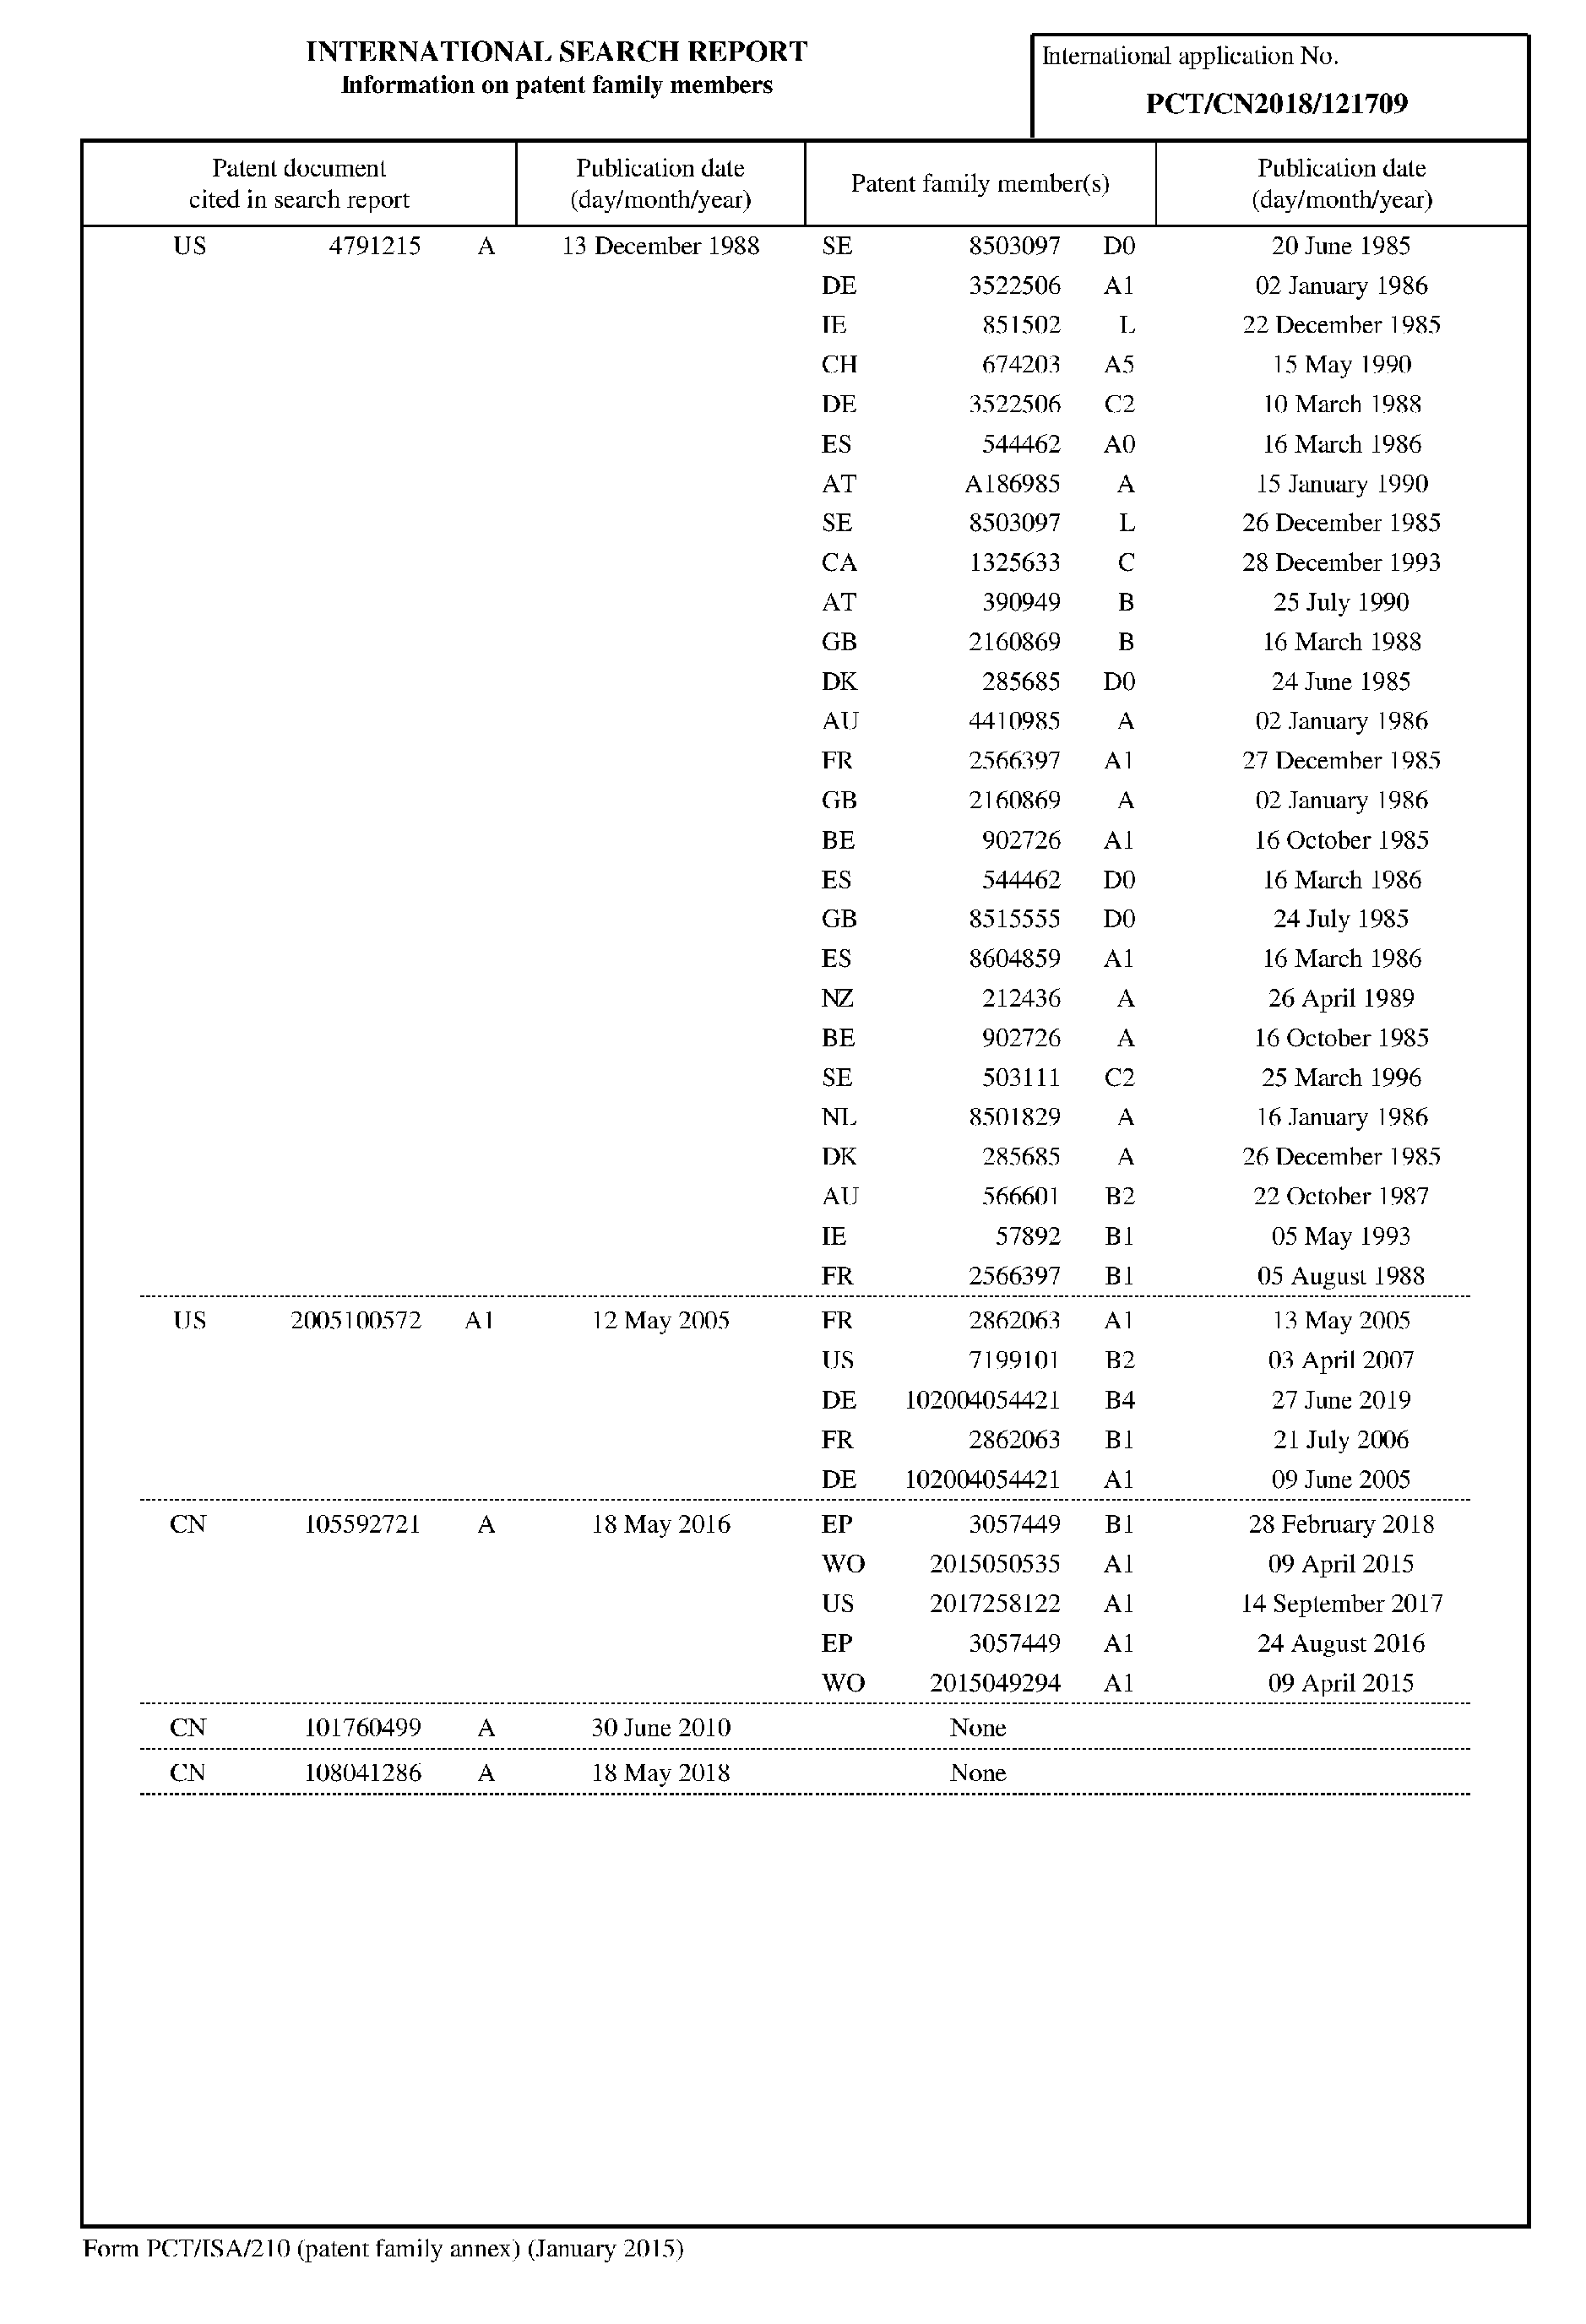 INTERNATIONAL SEARCH REPORT
Information on patent family members
International application No.
PCT/CN2018/121709
Patent document cited in search report | Publication date (day/month/year) | Patent family member(s) | Publication date (day/month/year)
US 4791215 A 13 December 1988 SE 8503097 D0 20 June 1985
DE 3522506 A1 02 January 1986
IE 851502 L 22 December 1985
CH 674203 A5 15 May 1990
DE 3522506 C2 10 March 1988
ES 544462 A0 16 March 1986
AT A186985 A 15 January 1990
SE 8503097 L 26 December 1985
CA 1325633 C 28 December 1993
AT 390949 B 25 July 1990
GB 2160869 B 16 March 1988
DK 285685 D0 24 June 1985
AU 4410985 A 02 January 1986
FR 2566397 A1 27 December 1985
GB 2160869 A 02 January 1986
BE 902726 A1 16 October 1985
ES 544462 D0 16 March 1986
GB 8515555 D0 24 July 1985
ES 8604859 A1 16 March 1986
NZ 212436 A 26 April 1989
BE 902726 A 16 October 1985
SE 503111 C2 25 March 1996
NL 8501829 A 16 January 1986
DK 285685 A 26 December 1985
AU 566601 B2 22 October 1987
IE 57892 B1 05 May 1993
FR 2566397 B1 05 August 1988
US 2005100572 A1 12 May 2005 FR 2862063 A1 13 May 2005
US 7199101 B2 03 April 2007
DE 102004054421 B4 27 June 2019
FR 2862063 B1 21 July 2006
DE 102004054421 A1 09 June 2005
CN 105592721 A 18 May 2016 EP 3057449 B1 28 February 2018
WO 2015050535 A1 09 April 2015
US 2017258122 A1 14 September 2017
EP 3057449 A1 24 August 2016
WO 2015049294 A1 09 April 2015
CN 101760499 A 30 June 2010 None
CN 108041286 A 18 May 2018 None
Form PCT/ISA/210 (patent family annex) (January 2015)